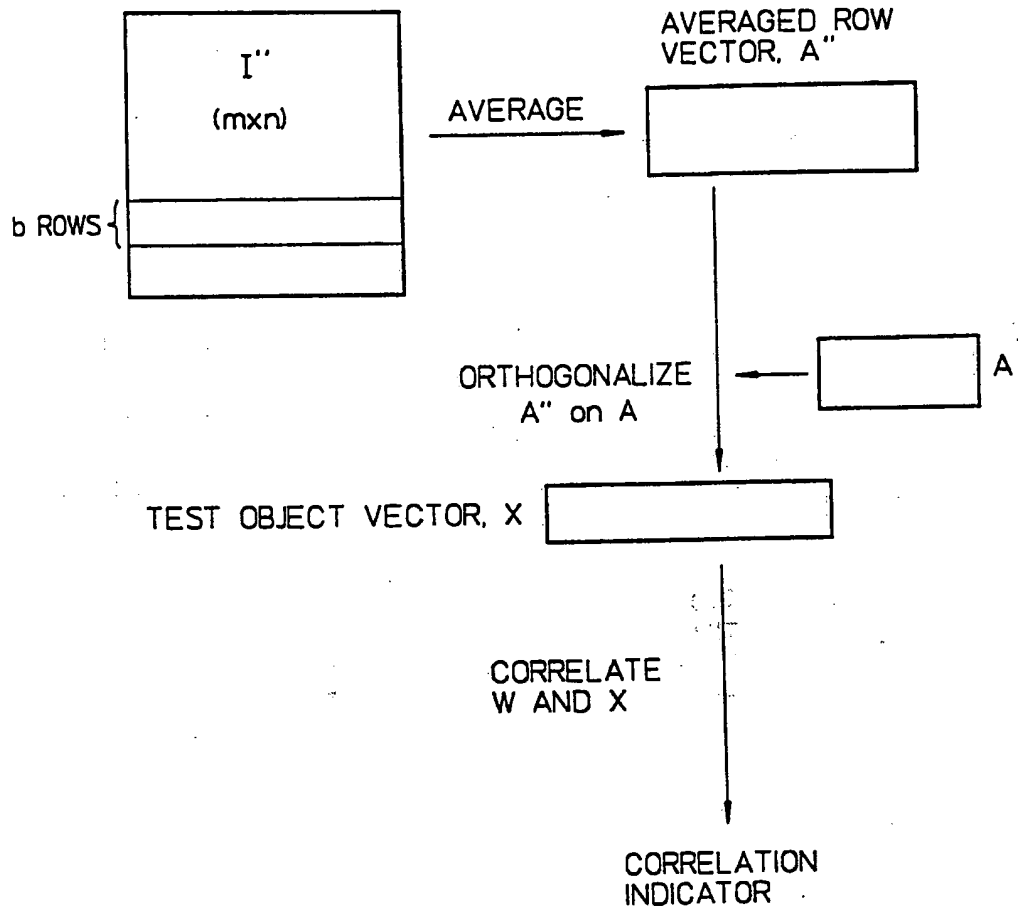 I''
(mxn)
b ROWS
AVERAGE
AVERAGED ROW
VECTOR, A''
ORTHOGONALIZE
A'' on A
A
TEST OBJECT VECTOR, X
CORRELATE
W AND X
CORRELATION
INDICATOR